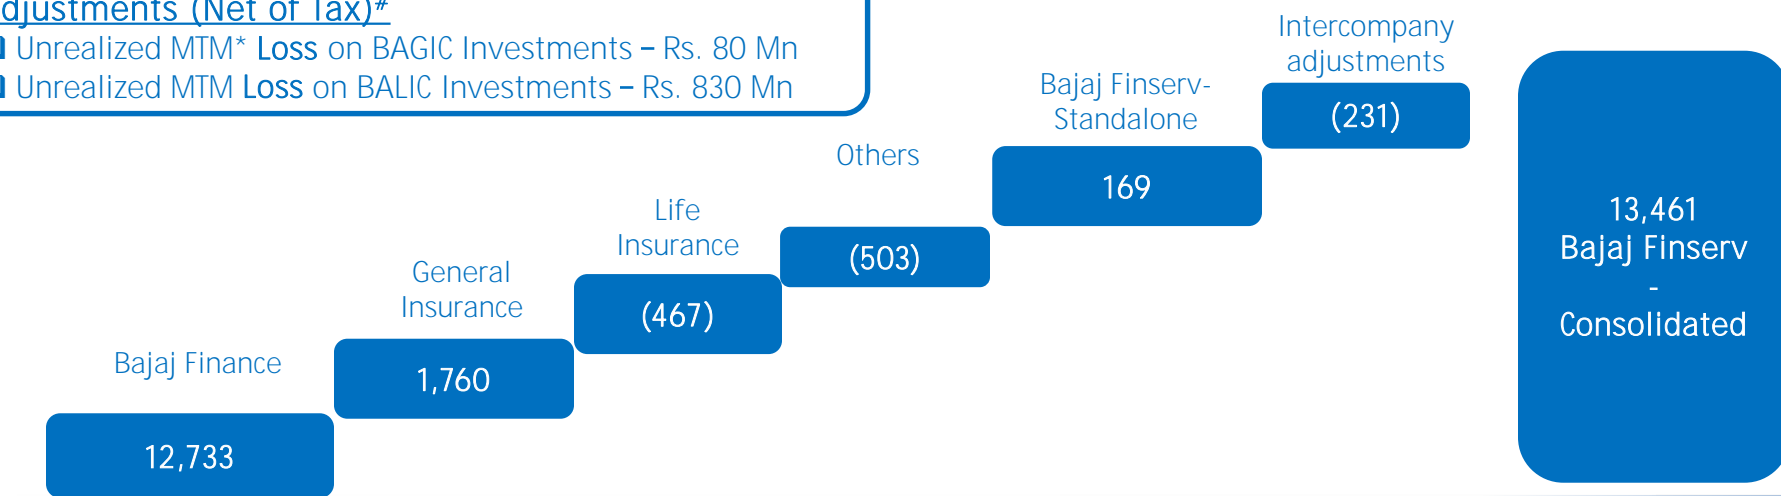 djustments (Net of Tax)#
Unrealized MTM* Loss on BAGIC Investments – Rs. 80 Mn
Unrealized MTM Loss on BALIC Investments – Rs. 830 Mn
Bajaj Finance
12,733
General
Insurance
1,760
Life
Insurance
(467)
Others
(503)
Bajaj Finserv-
Standalone
169
Intercompany
adjustments
(231)
13,461
Bajaj Finserv
-
Consolidated